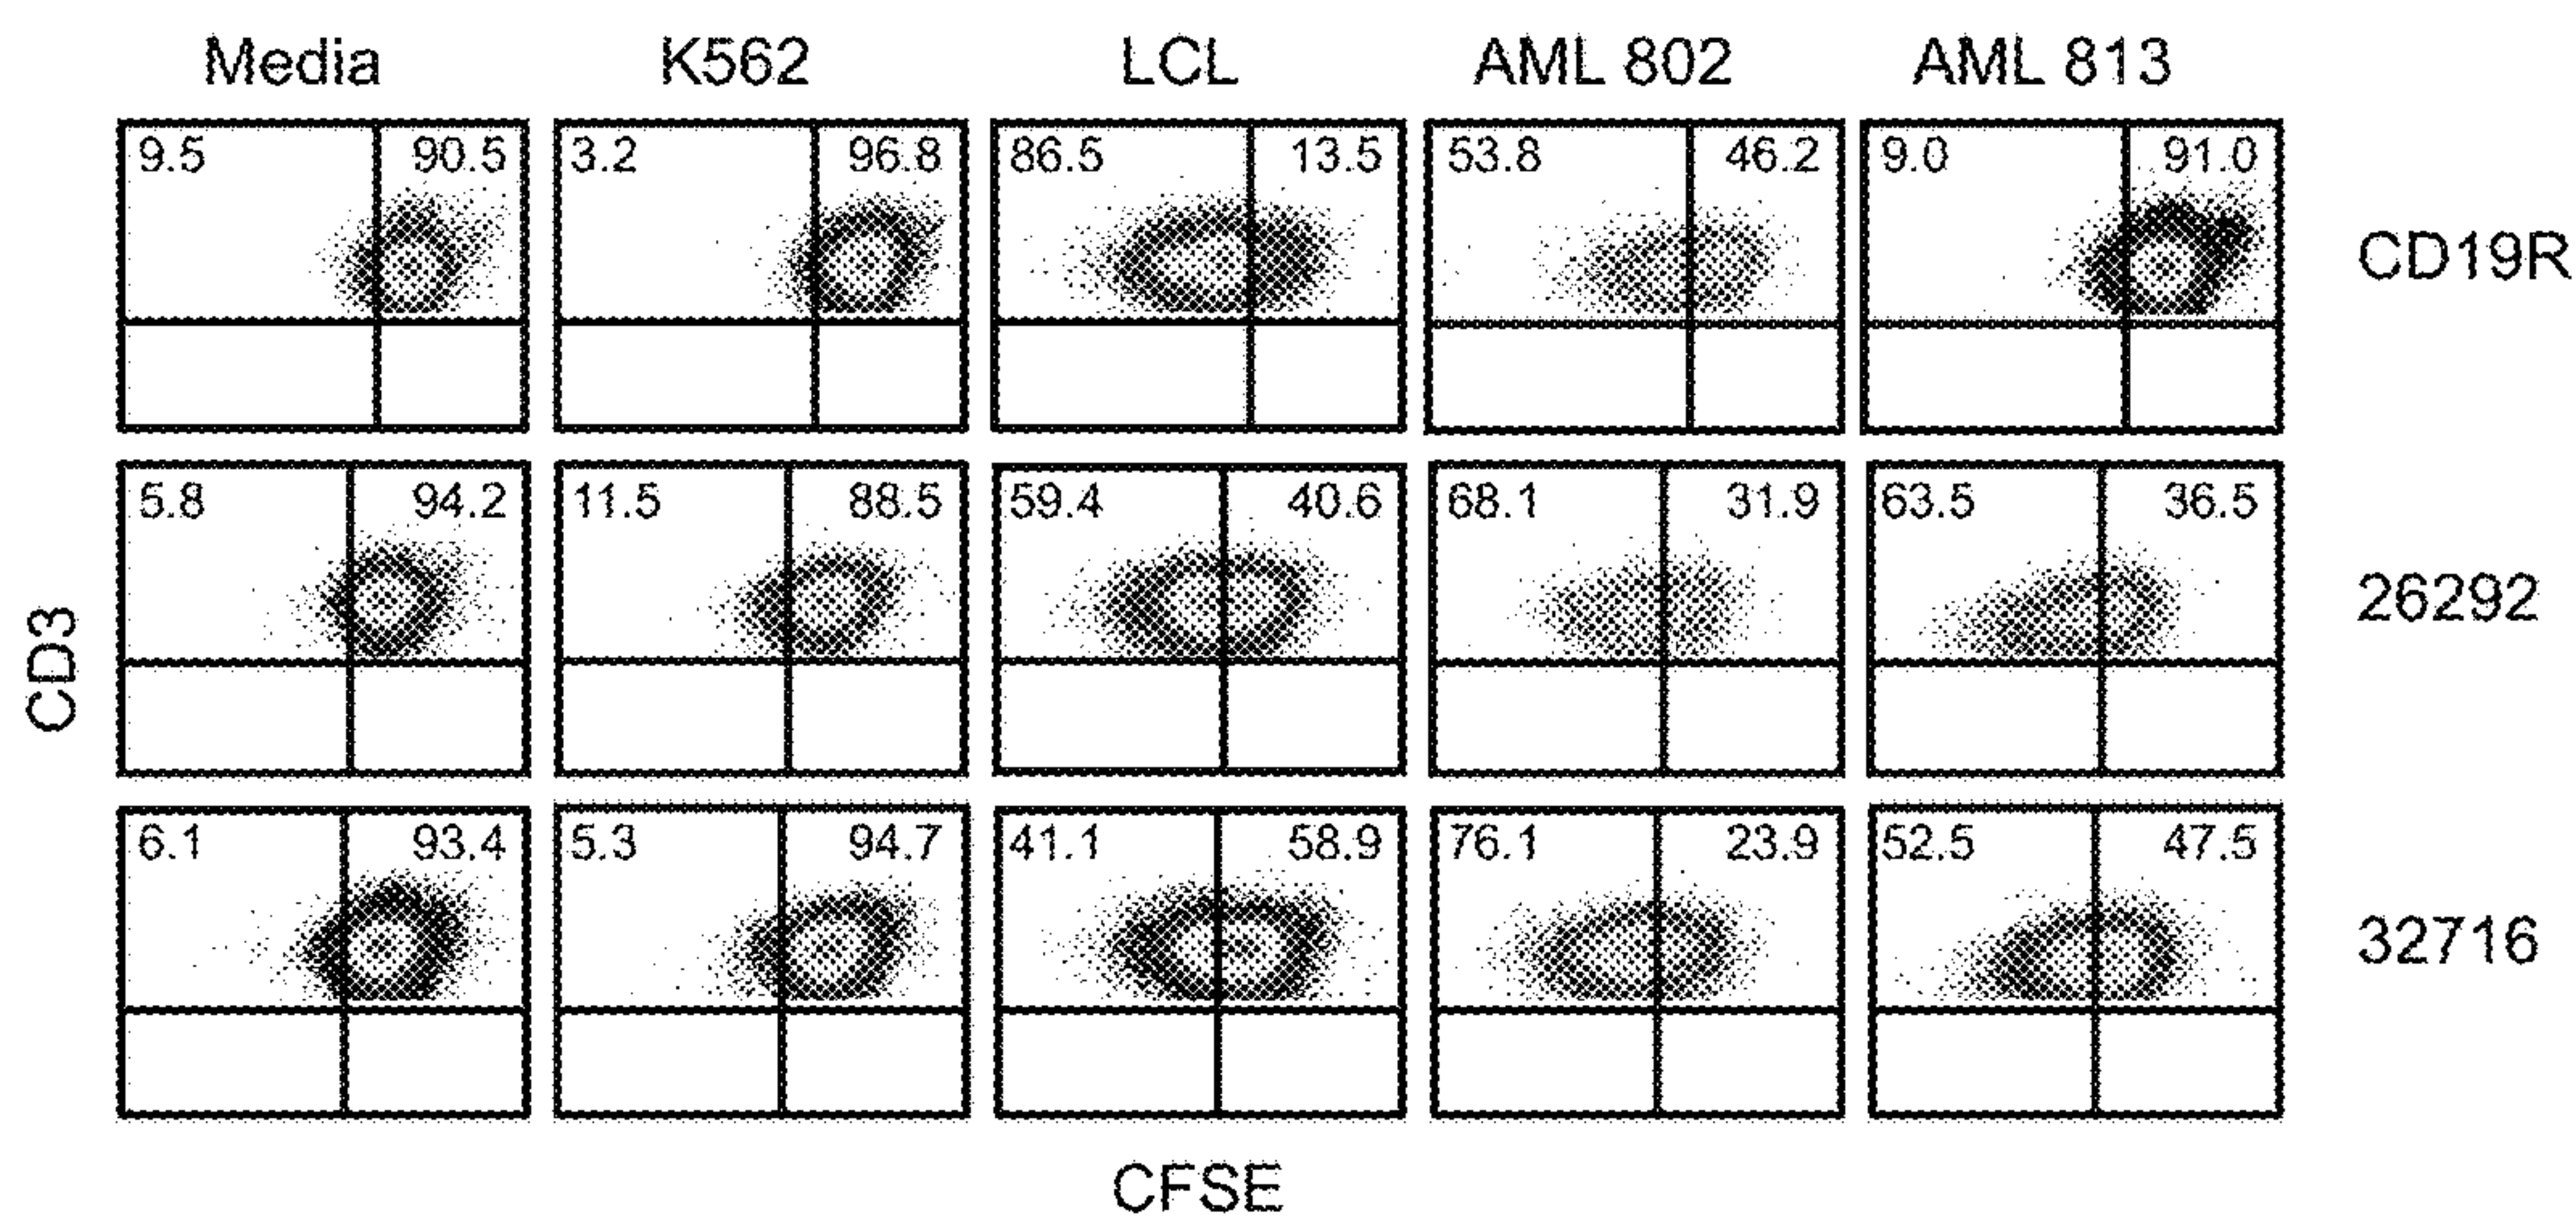 Media K562 LCL AML 802 AML 813
9.5 90.5 3.2 96.8 86.5 13.5 53.8 46.2 9.0 91.0
CD19R
5.8 94.2 11.5 88.5 59.4 40.6 68.1 31.9 63.5 36.5
26292
CD3
6.1 93.4 5.3 94.7 41.1 58.9 76.1 23.9 52.5 47.5
32716
CFSE